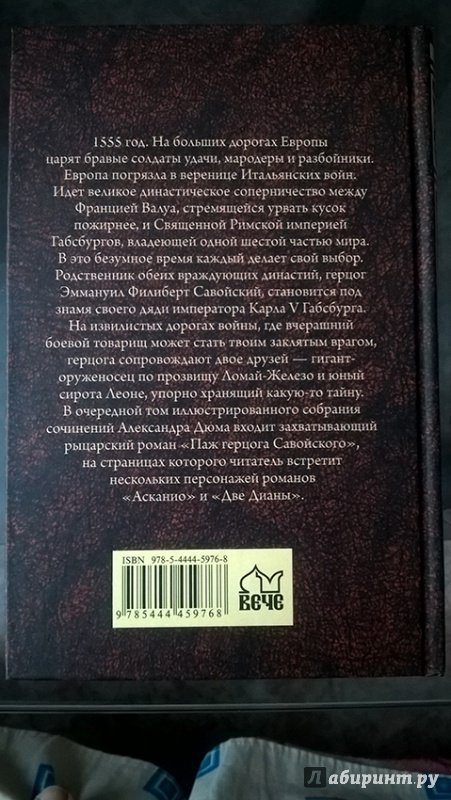 1555 год. На больших дорогах Европы
царят бравые солдаты удачи, мародеры и разбойники.
Европа погрязла в веренице Итальянских войн.
Идет великое династическое соперничество между
Францией Валуа, стремящейся урвать кусок
пожирнее, и Священной Римской империей
Габсбургов, владеющей одной шестой частью мира.
В это безумное время каждый делает свой выбор.
Родственник обеих враждующих династий, герцог
Эммануил Филиберт Савойский, становится под
знамя своего дяди императора Карла V Габсбурга.
На извилистых дорогах войны, где вчерашний
боевой товарищ может стать твоим заклятым врагом,
герцога сопровождают двое друзей — гигант-
оруженосец по прозвищу Ломай-Железо и юный
сирота Леоне, упорно хранящий какую-то тайну.
В очередной том иллюстрированного собрания
сочинений Александра Дюма входит захватывающий
рыцарский роман «Паж герцога Савойского»,
на страницах которого читатель встретит
нескольких персонажей романов
«Асканио» и «Две Дианы».
ISBN 978-5-4444-5976-8
9 785444 459768
ВЕЧЕ
Лабиринт.ру